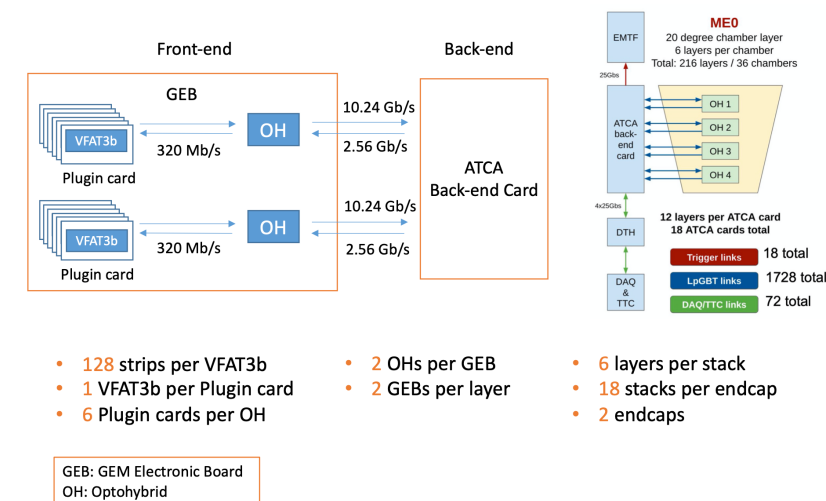 Front-end
Back-end
GEB
VFAT3b
Plugin card
320 Mb/s
OH
10.24 Gb/s
2.56 Gb/s
VFAT3b
Plugin card
320 Mb/s
OH
10.24 Gb/s
2.56 Gb/s
ATCA
Back-end Card
EMTF
ME0
20 degree chamber layer
6 layers per chamber
Total: 216 layers / 36 chambers
25Gbs
ATCA
back-
end
card
OH 1
OH 2
OH 3
OH 4
4x25Gbs
12 layers per ATCA card
18 ATCA cards total
DTH
DAQ
&
TTC
Trigger links 18 total
LpGBT links 1728 total
DAQ/TTC links 72 total
• 128 strips per VFAT3b
• 1 VFAT3b per Plugin card
• 6 Plugin cards per OH
• 2 OHs per GEB
• 2 GEBs per layer
• 6 layers per stack
• 18 stacks per endcap
• 2 endcaps
GEB: GEM Electronic Board
OH: Optohybrid